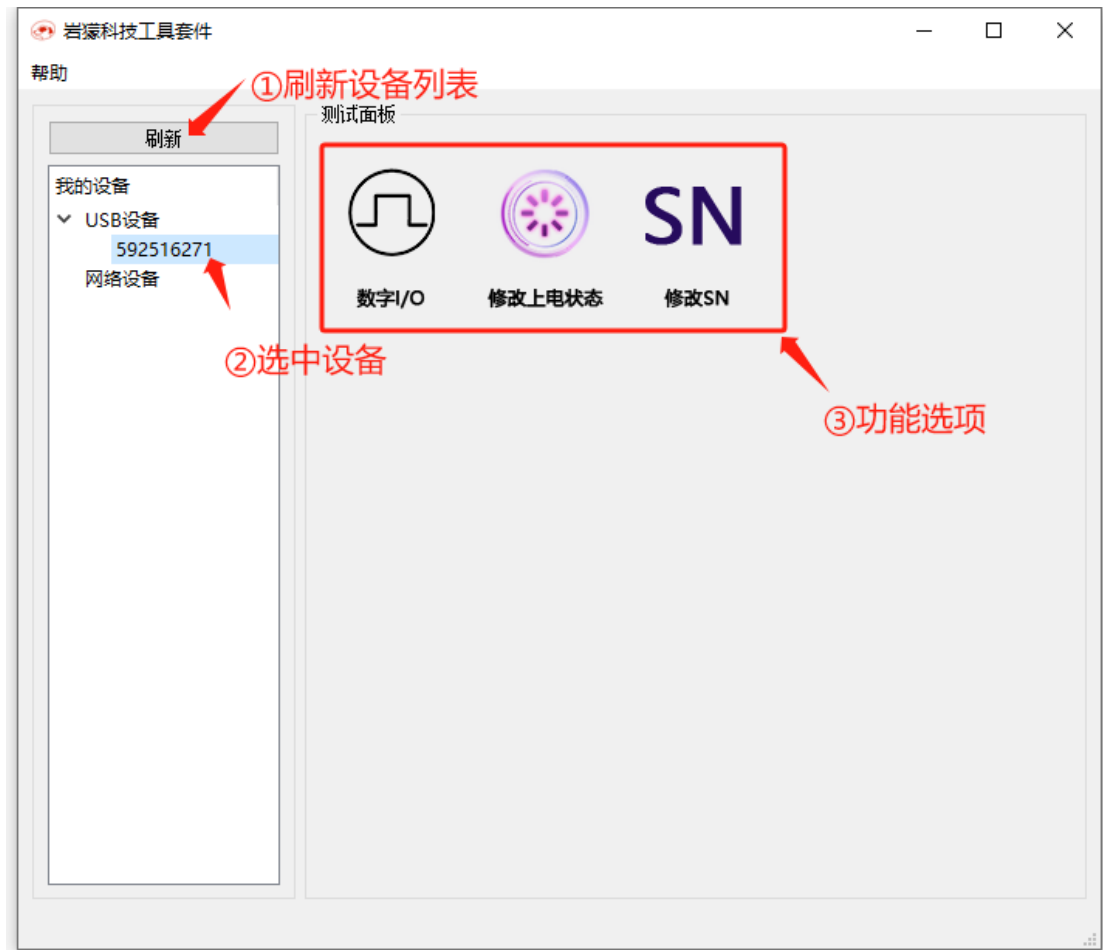 岩獴科技工具套件
帮助
①刷新设备列表
刷新
测试面板
我的设备
USB设备
592516271
网络设备
SN
数字I/O
修改上电状态
修改SN
②选中设备
③功能选项